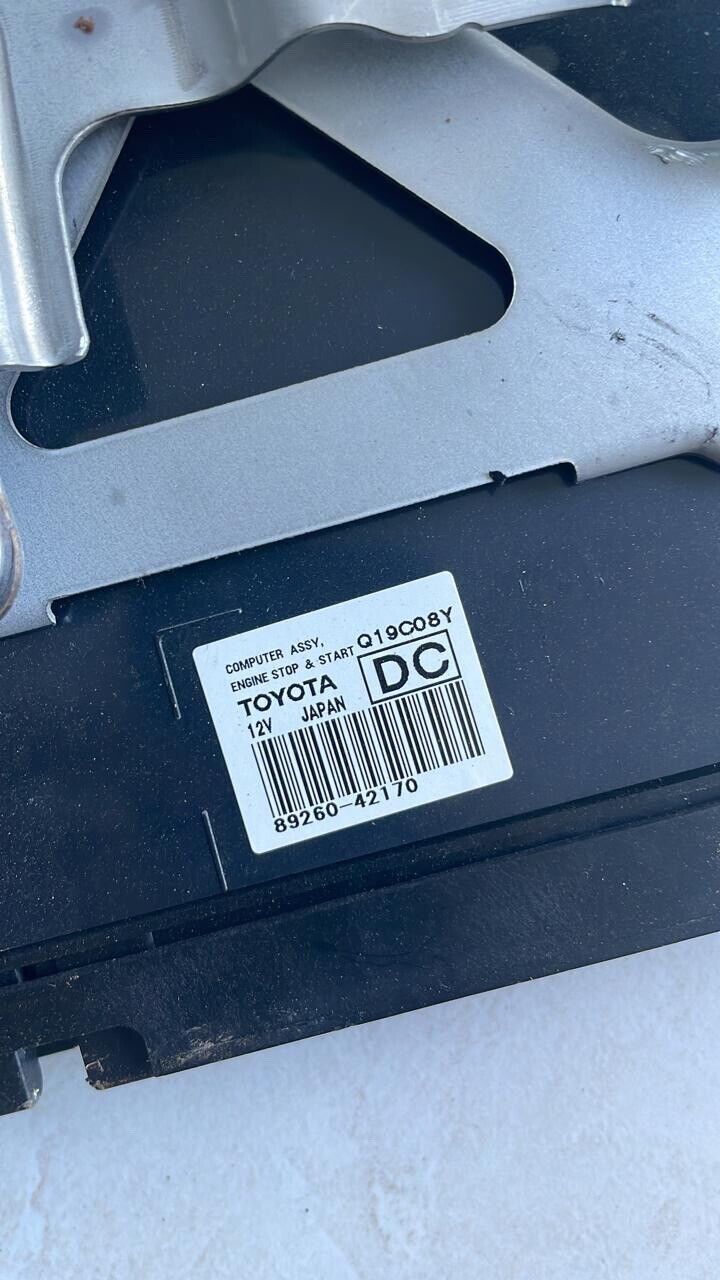 COMPUTER ASSY,
ENGINE STOP & START Q19C08Y
TOYOTA DC
12V JAPAN
89260-42170